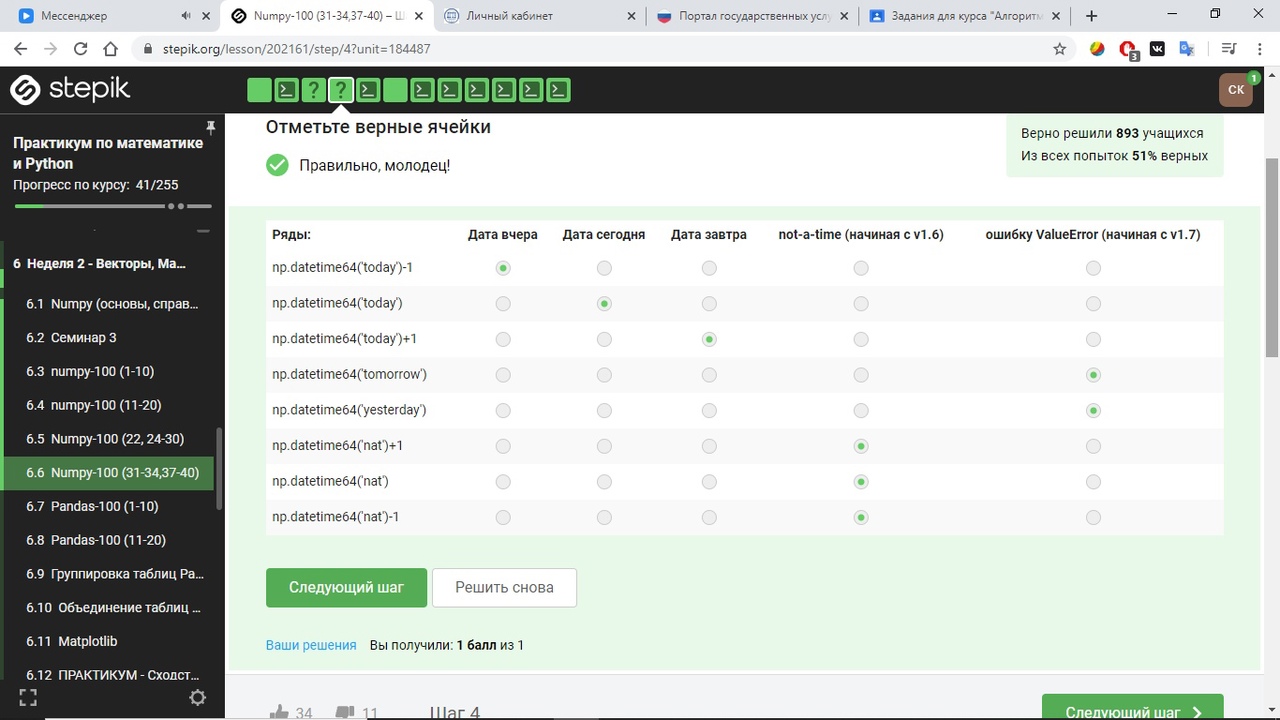 Мессенджер
Numpy-100 (31-34,37-40) – Ш
Личный кабинет
Портал государственных услу
Задания для курса "Алгоритм
stepik.org/lesson/202161/step/4?unit=184487
3
stepik
СК
1
Практикум по математике
и Python
Прогресс по курсу: 41/255
6 Неделя 2 - Векторы, Ма...
6.1 Numpy (основы, справ...
6.2 Семинар 3
6.3 numpy-100 (1-10)
6.4 numpy-100 (11-20)
6.5 Numpy-100 (22, 24-30)
6.6 Numpy-100 (31-34,37-40)
6.7 Pandas-100 (1-10)
6.8 Pandas-100 (11-20)
6.9 Группировка таблиц Pa...
6.10 Объединение таблиц ...
6.11 Matplotlib
6.12 ПРАКТИКУМ - Сходст...
Отметьте верные ячейки
Правильно, молодец!
Верно решили 893 учащихся
Из всех попыток 51% верных
Ряды: Дата вчера Дата сегодня Дата завтра not-a-time (начиная с v1.6) ошибку ValueError (начиная с v1.7)
np.datetime64('today')-1
np.datetime64('today')
np.datetime64('today')+1
np.datetime64('tomorrow')
np.datetime64('yesterday')
np.datetime64('nat')+1
np.datetime64('nat')
np.datetime64('nat')-1
Следующий шаг Решить снова
Ваши решения Вы получили: 1 балл из 1
34 11 Шаг 4 Следующий шаг